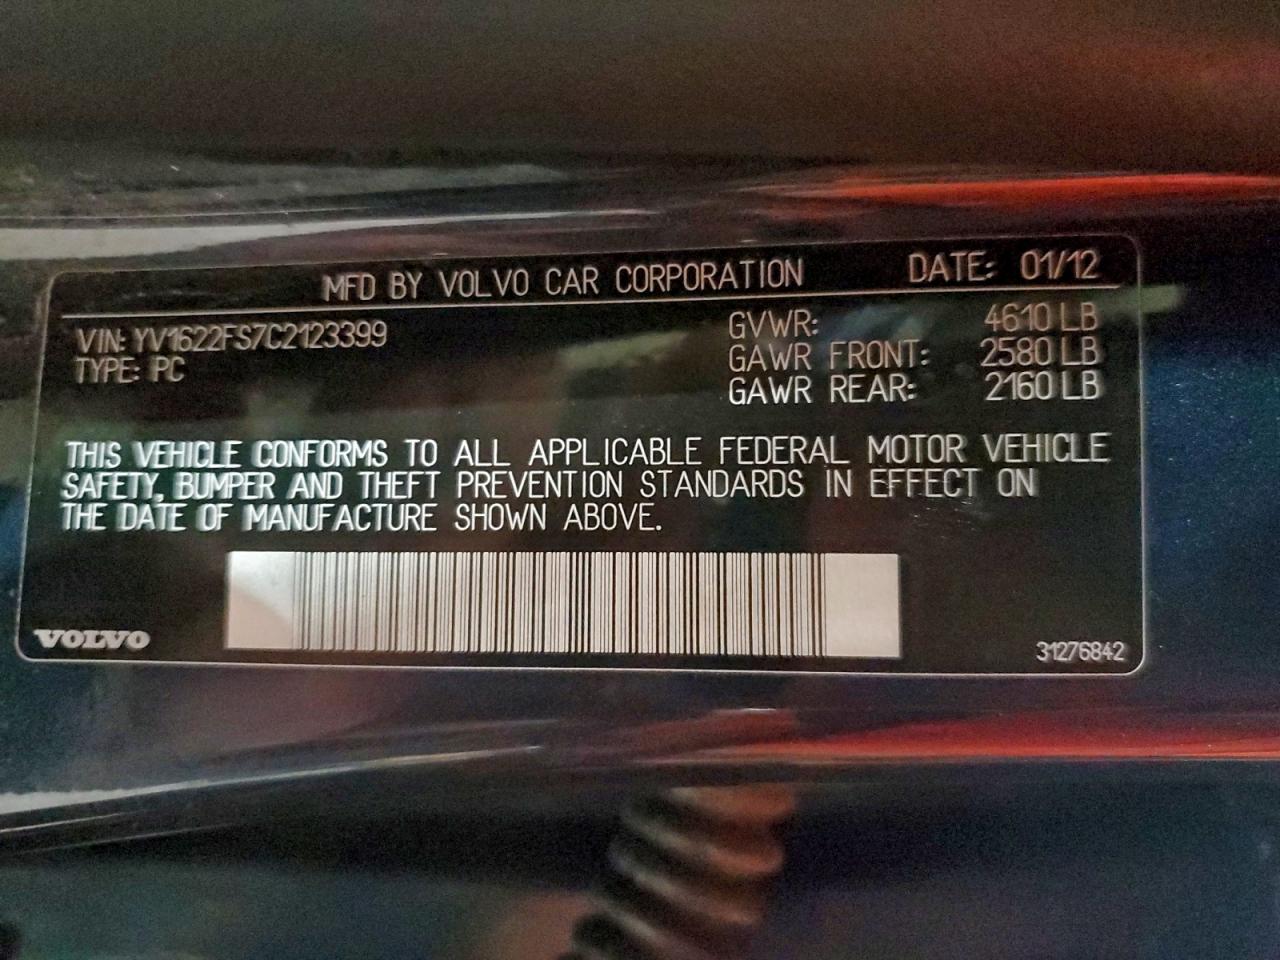 MFD BY VOLVO CAR CORPORATION DATE: 01/12
VIN: YV1622FS7C2123399 GVWR: 4610 LB
TYPE: PC GAWR FRONT: 2580 LB
GAWR REAR: 2160 LB
THIS VEHICLE CONFORMS TO ALL APPLICABLE FEDERAL MOTOR VEHICLE
SAFETY, BUMPER AND THEFT PREVENTION STANDARDS IN EFFECT ON
THE DATE OF MANUFACTURE SHOWN ABOVE.
VOLVO 31276842